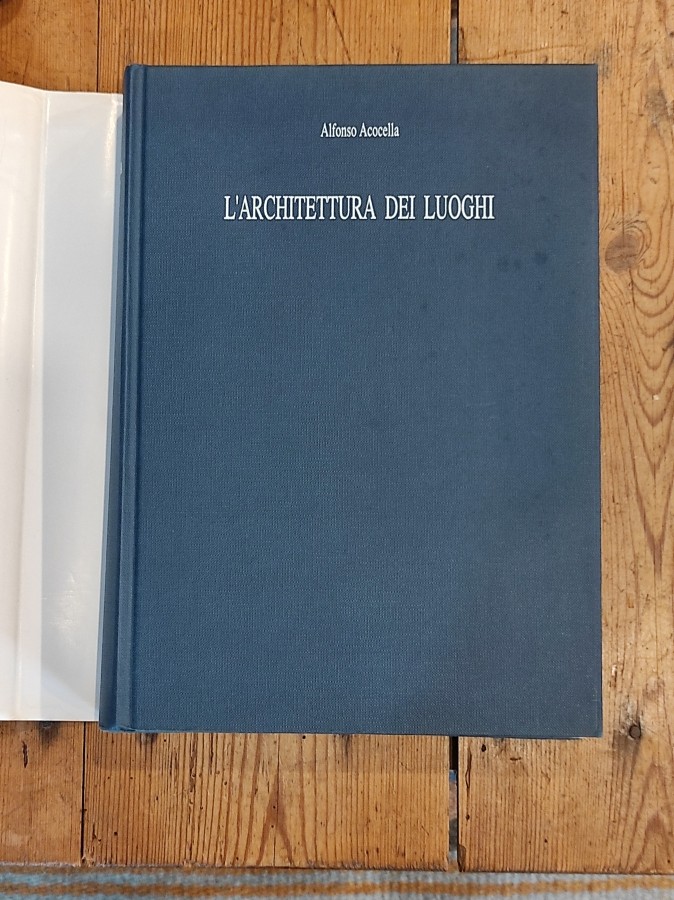 Alfonso Acocella
L'ARCHITETTURA DEI LUOGHI